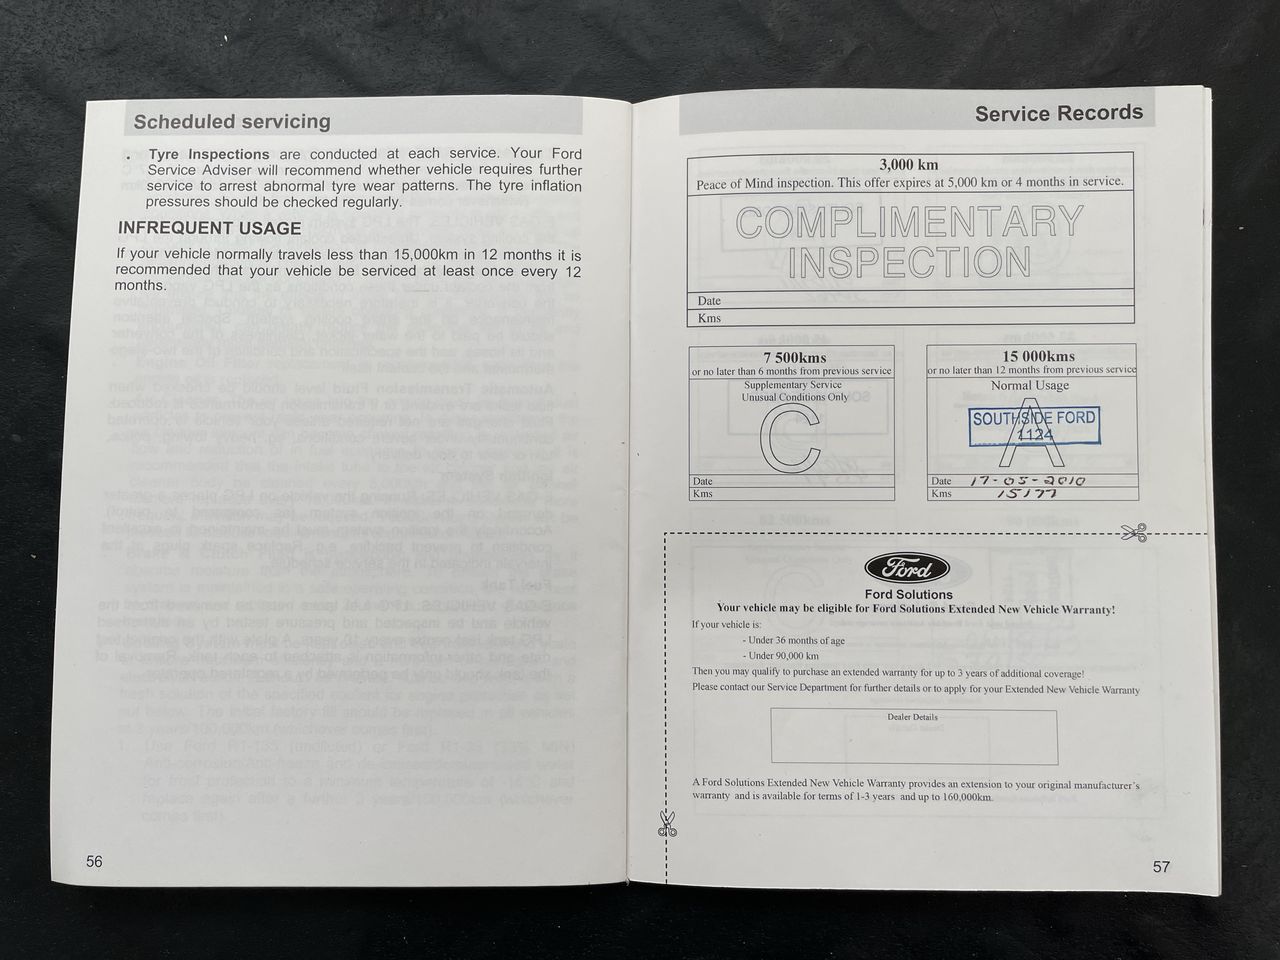 Scheduled servicing
. Tyre Inspections are conducted at each service. Your Ford
Service Adviser will recommend whether vehicle requires further
service to arrest abnormal tyre wear patterns. The tyre inflation
pressures should be checked regularly.
INFREQUENT USAGE
If your vehicle normally travels less than 15,000km in 12 months it is
recommended that your vehicle be serviced at least once every 12
months.
56
Service Records
3,000 km
Peace of Mind inspection. This offer expires at 5,000 km or 4 months in service.
COMPLIMENTARY
INSPECTION
Date
Kms
7 500kms
or no later than 6 months from previous service
Supplementary Service
Unusual Conditions Only
C
Date
Kms
15 000kms
or no later than 12 months from previous service
Normal Usage
A
SOUTHSIDE FORD
1124
Date 17-05-2010
Kms 15177
Ford
Ford Solutions
Your vehicle may be eligible for Ford Solutions Extended New Vehicle Warranty!
If your vehicle is:
- Under 36 months of age
- Under 90,000 km
Then you may qualify to purchase an extended warranty for up to 3 years of additional coverage!
Please contact our Service Department for further details or to apply for your Extended New Vehicle Warranty
Dealer Details
A Ford Solutions Extended New Vehicle Warranty provides an extension to your original manufacturer's
warranty and is available for terms of 1-3 years and up to 160,000km.
57